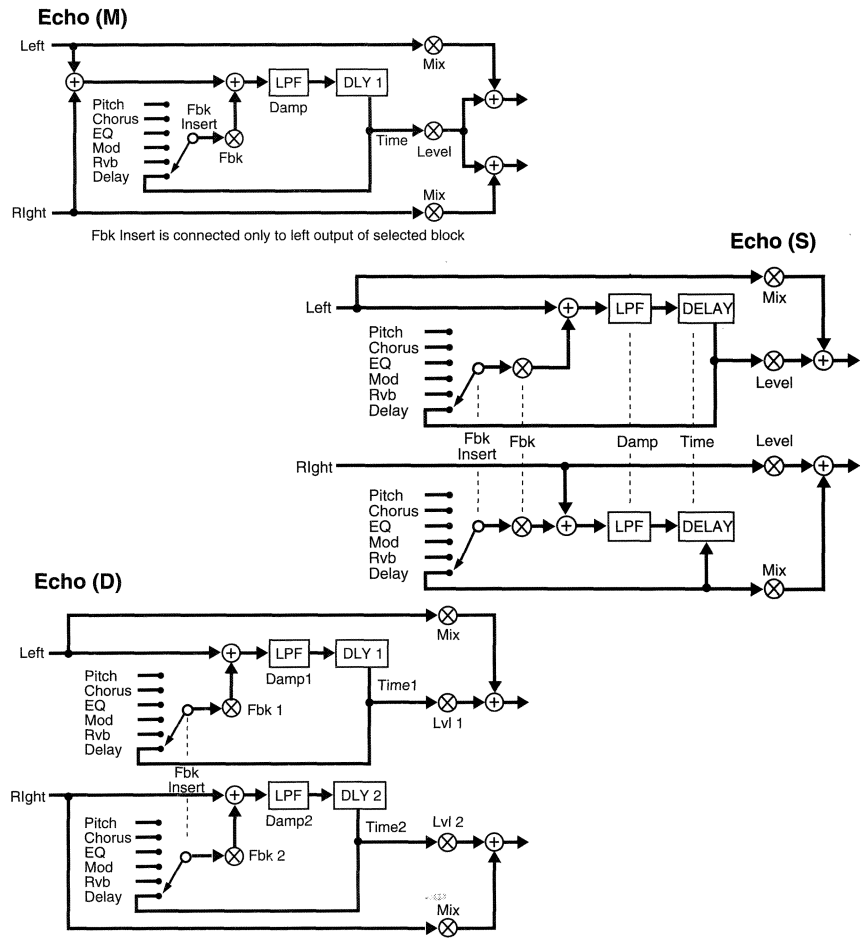 Echo (M)
Left
Mix
LPF
DLY 1
Damp
Pitch
Chorus
EQ
Mod
Rvb
Delay
Fbk
Insert
Fbk
Time
Level
Mix
RIght
Fbk Insert is connected only to left output of selected block
Echo (S)
Mix
Left
LPF
DELAY
Pitch
Chorus
EQ
Mod
Rvb
Delay
Level
Fbk
Insert
Fbk
Damp
Time
Level
RIght
Pitch
Chorus
EQ
Mod
Rvb
Delay
LPF
DELAY
Mix
Echo (D)
Mix
Left
LPF
DLY 1
Damp1
Pitch
Chorus
EQ
Mod
Rvb
Delay
Fbk 1
Time1
Lvl 1
Fbk
Insert
RIght
LPF
DLY 2
Damp2
Pitch
Chorus
EQ
Mod
Rvb
Delay
Fbk 2
Time2
Lvl 2
Mix